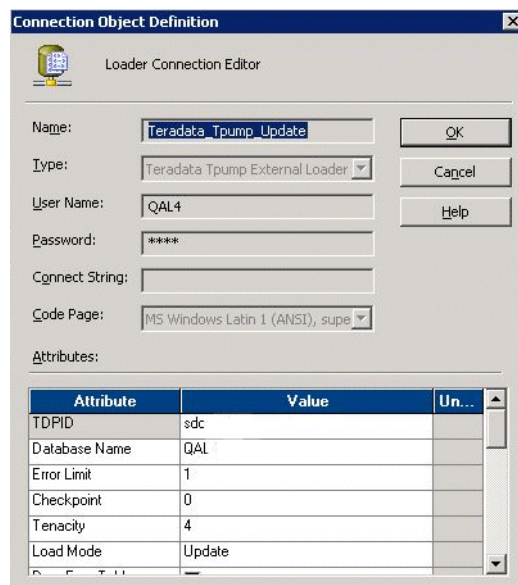 Connection Object Definition
Loader Connection Editor
Name: Teradata_Tpump_Update
OK
Type: Teradata Tpump External Loader
Cancel
User Name: QAL4
Help
Password: ****
Connect String:
Code Page: MS Windows Latin 1 (ANSI), supe
Attributes:
Attribute Value Un...
TDPID sdc
Database Name QAL
Error Limit 1
Checkpoint 0
Tenacity 4
Load Mode Update